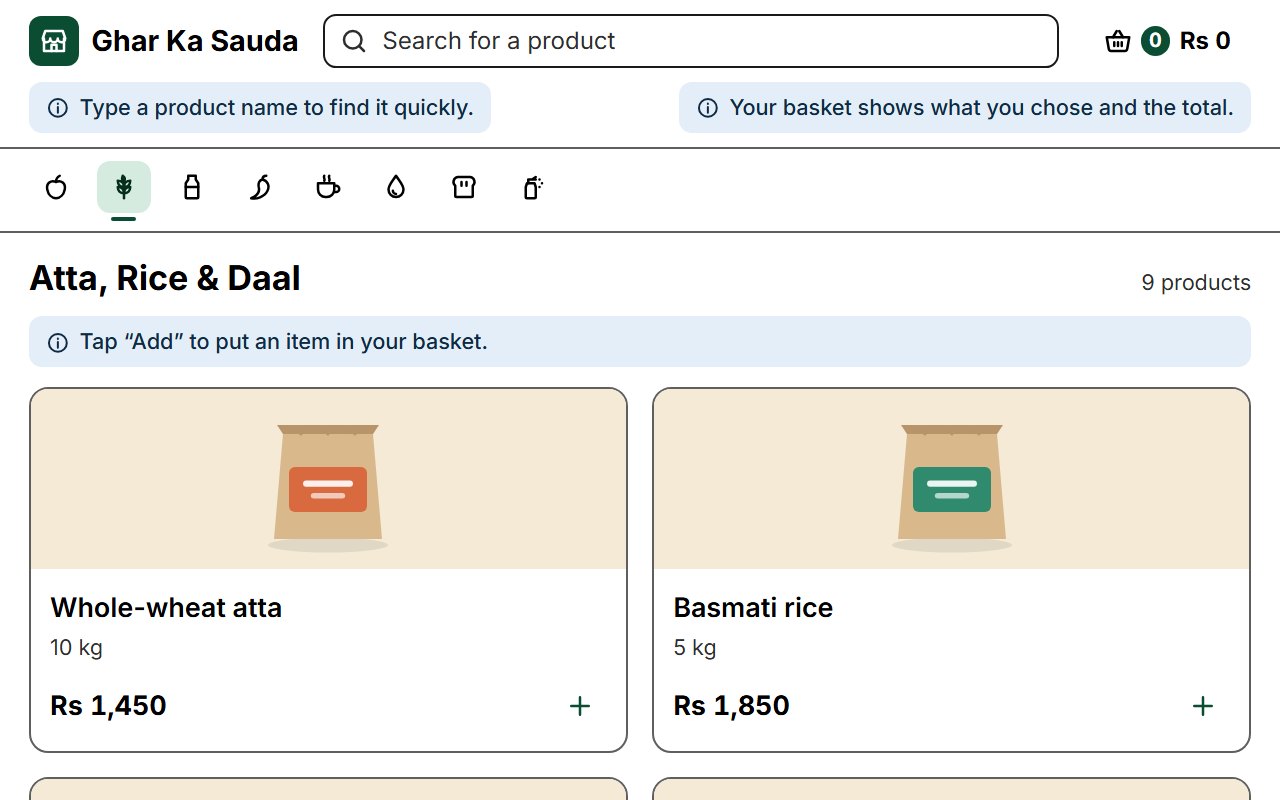 Ghar Ka Sauda
Search for a product
0 Rs 0
Type a product name to find it quickly.
Your basket shows what you chose and the total.
Atta, Rice & Daal
9 products
Tap “Add” to put an item in your basket.
Whole-wheat atta
10 kg
Rs 1,450
Basmati rice
5 kg
Rs 1,850